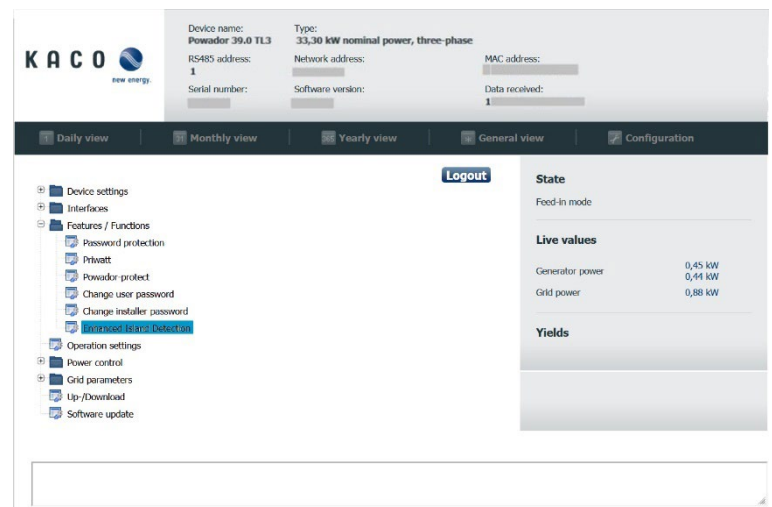 KACO
new energy.
Device name:
Powador 39.0 TL3
Type:
33,30 kW nominal power, three-phase
RS485 address:
1
Network address:
MAC address:
Serial number:
Software version:
Data received:
1
Daily view
Monthly view
Yearly view
General view
Configuration
Logout
Device settings
Interfaces
Features / Functions
Password protection
Priwatt
Powador-protect
Change user password
Change installer password
Enhanced Island Detection
Operation settings
Power control
Grid parameters
Up-/Download
Software update
State
Feed-in mode
Live values
Generator power 0,45 kW
0,44 kW
Grid power 0,88 kW
Yields